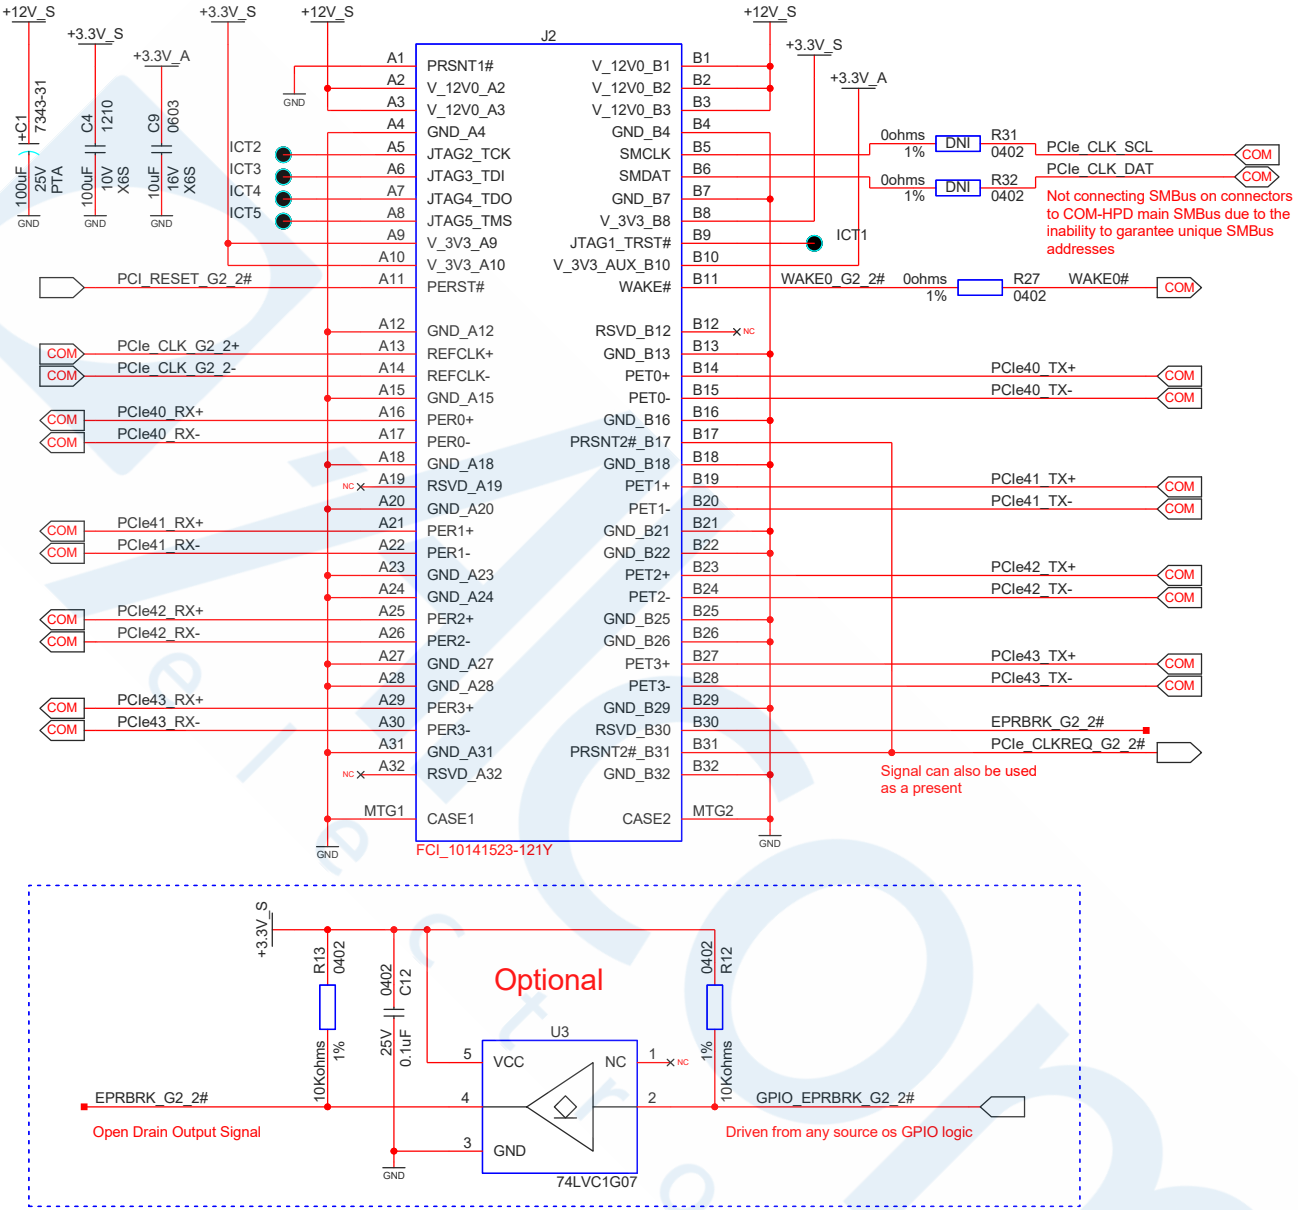 +12V_S
+3.3V_S
+12V_S
+12V_S
+3.3V_S
+3.3V_A
+3.3V_S
+3.3V_A
+C1
7343-31
100uF
25V
PTA
GND
C4
1210
100uF
10V
X6S
GND
C9
0603
10uF
16V
X6S
GND
J2
GND
A1 PRSNT1# V_12V0_B1 B1
A2 V_12V0_A2 V_12V0_B2 B2
A3 V_12V0_A3 V_12V0_B3 B3
A4 GND_A4 GND_B4 B4
ICT2 A5 JTAG2_TCK SMCLK B5 0ohms 1% DNI R31 0402 PCIe_CLK_SCL COM
ICT3 A6 JTAG3_TDI SMDAT B6 0ohms 1% DNI R32 0402 PCIe_CLK_DAT COM
ICT4 A7 JTAG4_TDO GND_B7 B7
ICT5 A8 JTAG5_TMS V_3V3_B8 B8
Not connecting SMBus on connectors
to COM-HPD main SMBus due to the
inability to garantee unique SMBus
addresses
A9 V_3V3_A9 JTAG1_TRST# B9 ICT1
A10 V_3V3_A10 V_3V3_AUX_B10 B10
PCI_RESET_G2_2# A11 PERST# WAKE# B11 WAKE0_G2_2# 0ohms 1% R27 0402 WAKE0# COM
A12 GND_A12 RSVD_B12 B12 NC
COM PCIe_CLK_G2_2+ A13 REFCLK+ GND_B13 B13
COM PCIe_CLK_G2_2- A14 REFCLK- PET0+ B14 PCIe40_TX+ COM
A15 GND_A15 PET0- B15 PCIe40_TX- COM
COM PCIe40_RX+ A16 PER0+ GND_B16 B16
COM PCIe40_RX- A17 PER0- PRSNT2#_B17 B17
A18 GND_A18 GND_B18 B18
NC A19 RSVD_A19 PET1+ B19 PCIe41_TX+ COM
A20 GND_A20 PET1- B20 PCIe41_TX- COM
COM PCIe41_RX+ A21 PER1+ GND_B21 B21
COM PCIe41_RX- A22 PER1- GND_B22 B22
A23 GND_A23 PET2+ B23 PCIe42_TX+ COM
A24 GND_A24 PET2- B24 PCIe42_TX- COM
COM PCIe42_RX+ A25 PER2+ GND_B25 B25
COM PCIe42_RX- A26 PER2- GND_B26 B26
A27 GND_A27 PET3+ B27 PCIe43_TX+ COM
A28 GND_A28 PET3- B28 PCIe43_TX- COM
COM PCIe43_RX+ A29 PER3+ GND_B29 B29
COM PCIe43_RX- A30 PER3- RSVD_B30 B30 EPRBRK_G2_2#
A31 GND_A31 PRSNT2#_B31 B31 PCIe_CLKREQ_G2_2#
NC A32 RSVD_A32 GND_B32 B32
Signal can also be used
as a present
MTG1 CASE1 CASE2 MTG2
GND
GND
FCI_10141523-121Y
+3.3V_S
R13
0402
10Kohms
1%
0402
C12
25V
0.1uF
Optional
0402
R12
1%
10Kohms
U3
5 VCC NC 1 NC
EPRBRK_G2_2# 4 2 GPIO_EPRBRK_G2_2#
Open Drain Output Signal
Driven from any source os GPIO logic
3 GND
GND
74LVC1G07